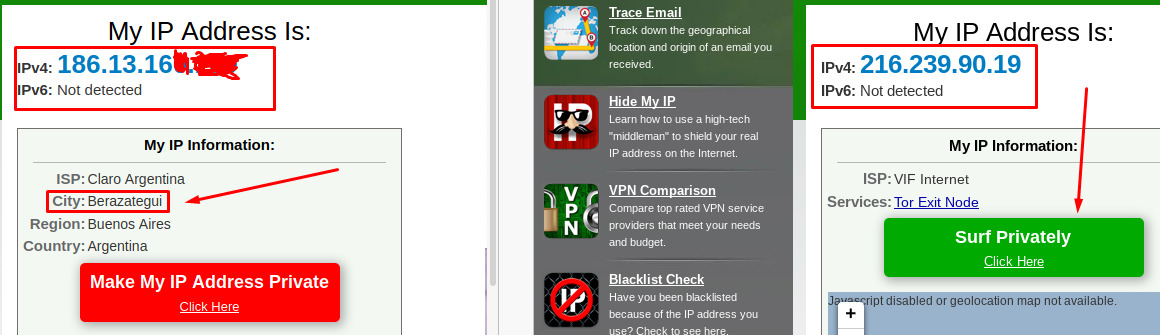 My IP Address Is:
IPv4: 186.13.16
IPv6: Not detected
My IP Information:
ISP: Claro Argentina
City: Berazategui
Region: Buenos Aires
Country: Argentina
Make My IP Address Private
Click Here
Trace Email
Track down the geographical
location and origin of an email you
received.
IP
Hide My IP
Learn how to use a high-tech
"middleman" to shield your real
IP address on the Internet.
VPN
VPN Comparison
Compare top rated VPN service
providers that meet your needs
and budget.
IP
Blacklist Check
Have you been blacklisted
because of the IP address you
use? Check to see here.
My IP Address Is:
IPv4: 216.239.90.19
IPv6: Not detected
My IP Information:
ISP: VIF Internet
Services: Tor Exit Node
Surf Privately
Click Here
Javascript disabled or geolocation map not available.
+